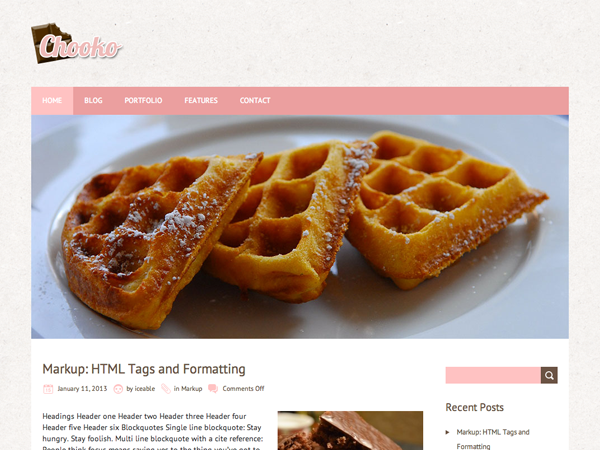 Chooko
HOME BLOG PORTFOLIO FEATURES CONTACT
Markup: HTML Tags and Formatting
January 11, 2013 by iceable in Markup Comments Off
Headings Header one Header two Header three Header four
Header five Header six Blockquotes Single line blockquote: Stay
hungry. Stay foolish. Multi line blockquote with a cite reference:
People think focus means saying yes to the thing you've got to
Recent Posts
Markup: HTML Tags and
Formatting